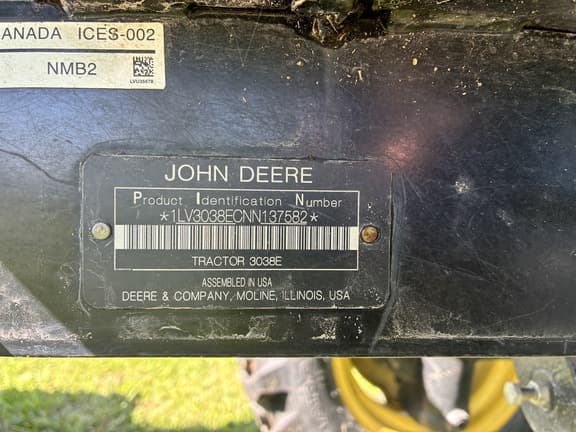 ANADA ICES-002
NMB2
JOHN DEERE
Product Identification Number
*1LV3038ECNN137582*
TRACTOR 3038E
ASSEMBLED IN USA
DEERE & COMPANY, MOLINE, ILLINOIS, USA